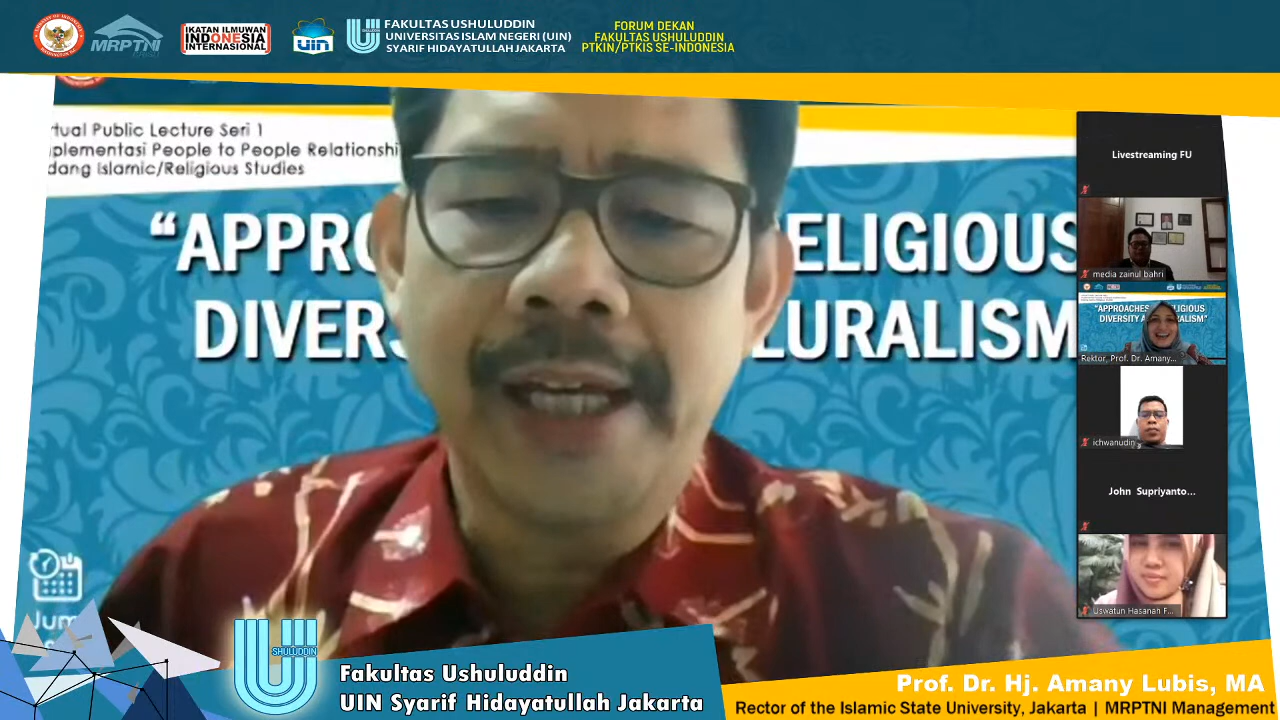 MRPTNI
IKATAN ILMUWAN
INDONESIA
INTERNASIONAL
uin
USHULUDDIN
FAKULTAS USHULUDDIN
UNIVERSITAS ISLAM NEGERI (UIN)
SYARIF HIDAYATULLAH JAKARTA
FORUM DEKAN
FAKULTAS USHULUDDIN
PTKIN/PTKIS SE-INDONESIA
rtual Public Lecture Seri 1
plementasi People to People Relationshi
dang Islamic/Religious Studies
“APPRO ELIGIOUS
DIVERS LURALISM
Jum
Livestreaming FU
media zainul bahri
"APPROACHES ELIGIOUS
DIVERSITY A LURALISM"
Rektor, Prof. Dr. Amany...
ichwanudin
John Supriyanto...
Uswatun Hasanah F...
USHULUDDIN
Fakultas Ushuluddin
UIN Syarif Hidayatullah Jakarta
Prof. Dr. Hj. Amany Lubis, MA
Rector of the Islamic State University, Jakarta | MRPTNI Management